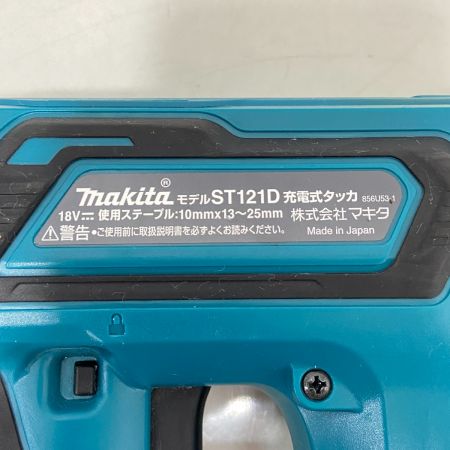 makita® モデルST121D 充電式タッカ 856U53-1
18V⎓ 使用ステープル:10mmx13～25mm 株式会社マキタ
⚠警告 •ご使用前に取扱説明書を必ずよくお読みください。 Made in Japan